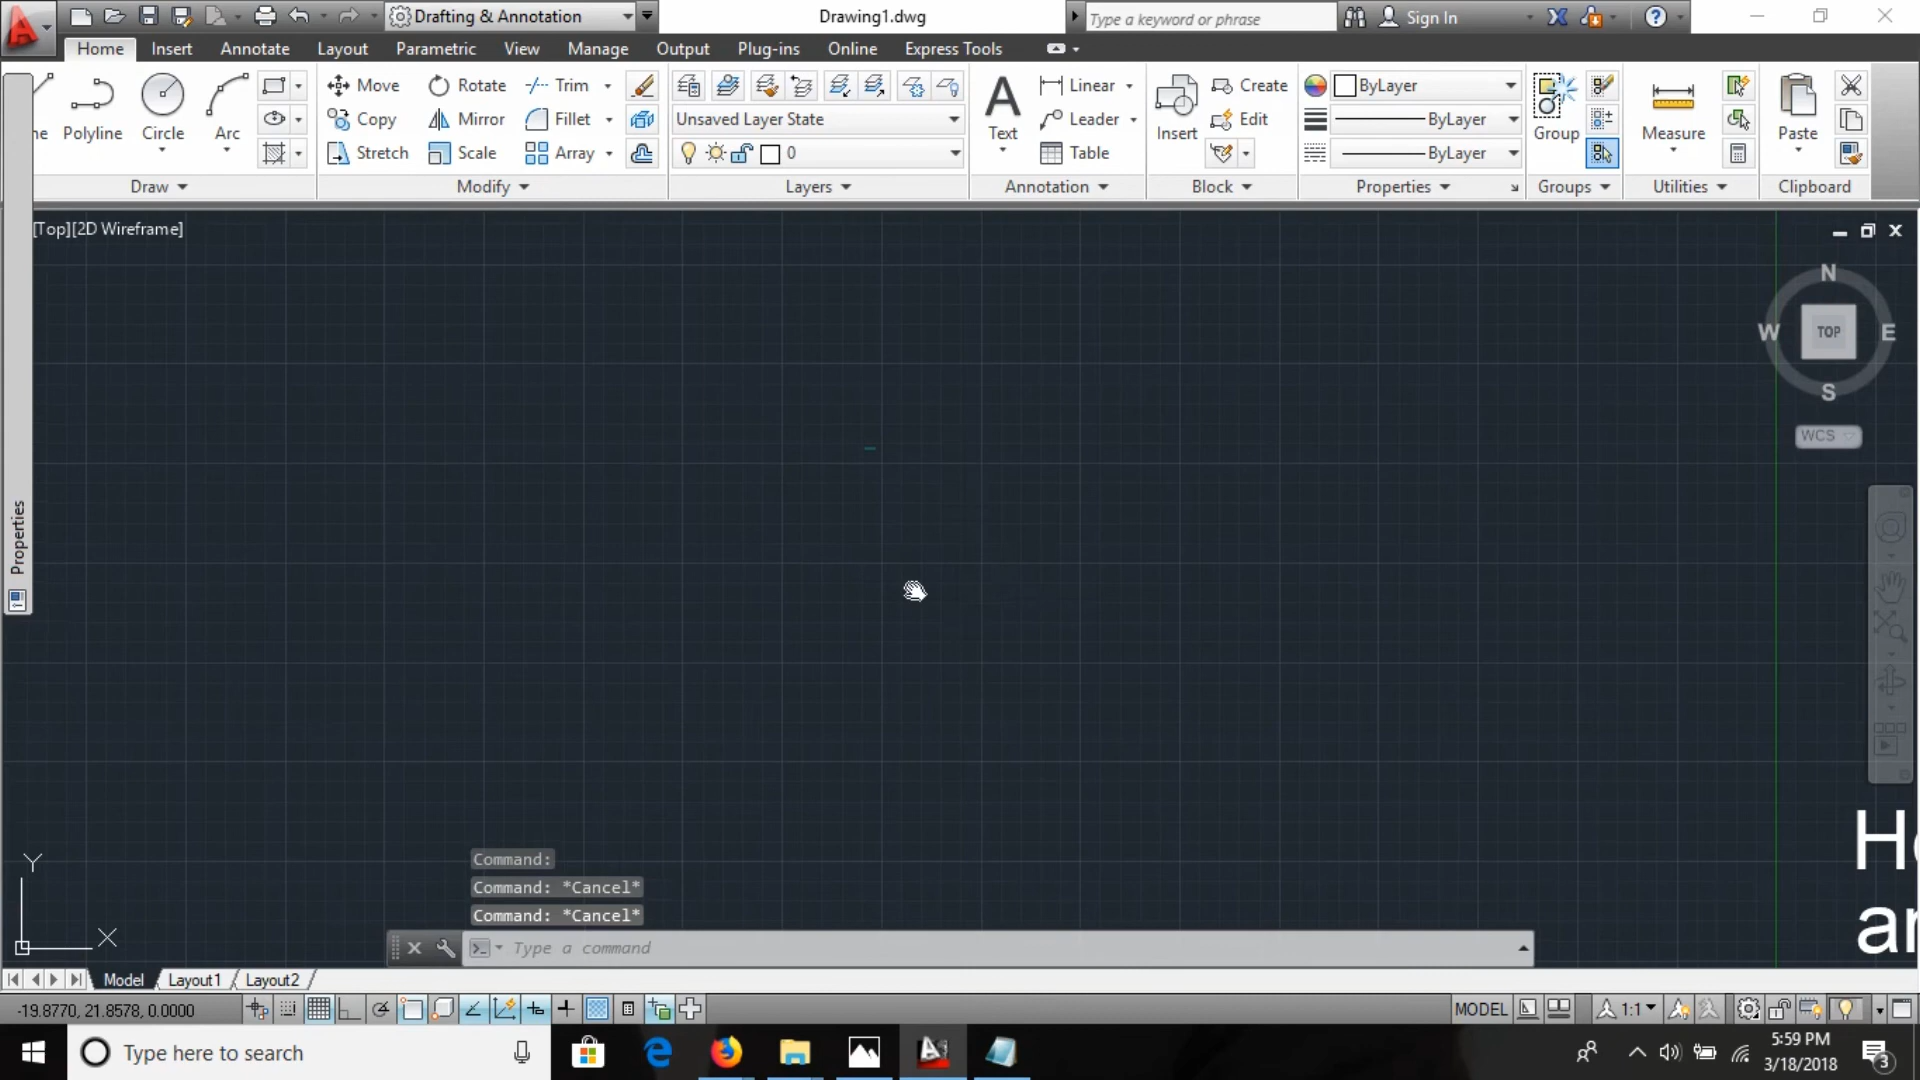 Drafting & Annotation
Drawing1.dwg
Type a keyword or phrase
Sign In
Home
Insert
Annotate
Layout
Parametric
View
Manage
Output
Plug-ins
Online
Express Tools
ne
Polyline
Circle
Arc
Move
Rotate
Trim
Copy
Mirror
Fillet
Stretch
Scale
Array
Unsaved Layer State
0
Text
Linear
Leader
Table
Insert
Create
Edit
ByLayer
ByLayer
ByLayer
Group
Measure
Paste
Draw
Modify
Layers
Annotation
Block
Properties
Groups
Utilities
Clipboard
[Top][2D Wireframe]
N
W
TOP
E
S
WCS
Properties
Y
X
Command:
Command: *Cancel*
Command: *Cancel*
Type a command
Model
Layout1
Layout2
-19.8770, 21.8578, 0.0000
MODEL
1:1
Type here to search
5:59 PM
3/18/2018
3